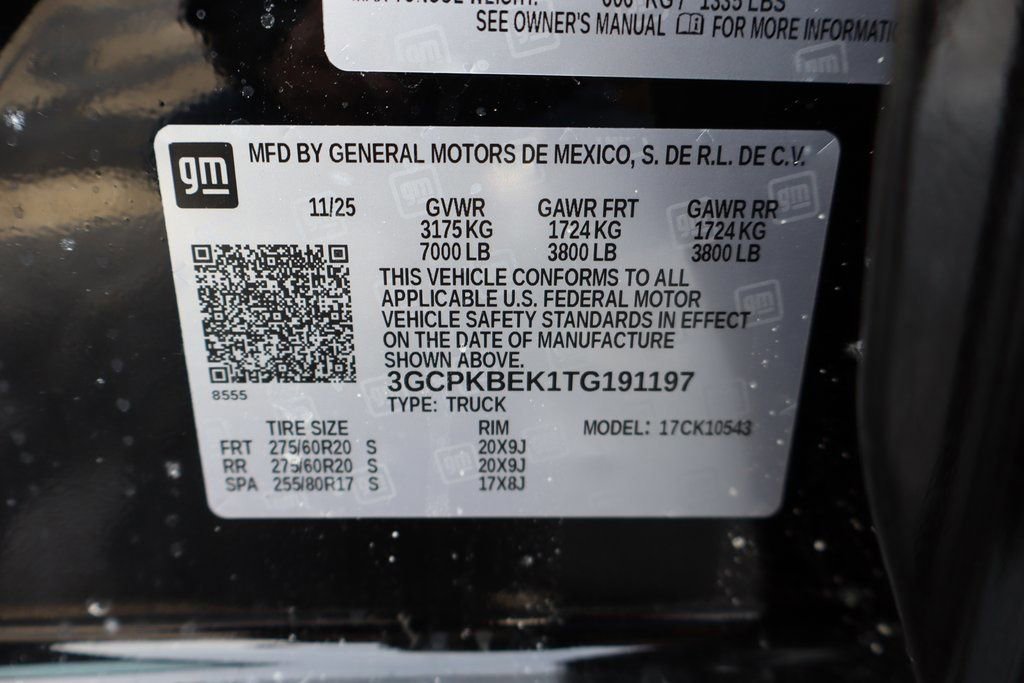 KG / 1335 LBS
SEE OWNER'S MANUAL FOR MORE INFORMATI
gm
MFD BY GENERAL MOTORS DE MEXICO, S. DE R.L. DE C.V.
11/25 GVWR GAWR FRT GAWR RR
3175 KG 1724 KG 1724 KG
7000 LB 3800 LB 3800 LB
THIS VEHICLE CONFORMS TO ALL
APPLICABLE U.S. FEDERAL MOTOR
VEHICLE SAFETY STANDARDS IN EFFECT
ON THE DATE OF MANUFACTURE
SHOWN ABOVE.
8555
3GCPKBEK1TG191197
TYPE: TRUCK
TIRE SIZE RIM MODEL: 17CK10543
FRT 275/60R20 S 20X9J
RR 275/60R20 S 20X9J
SPA 255/80R17 S 17X8J